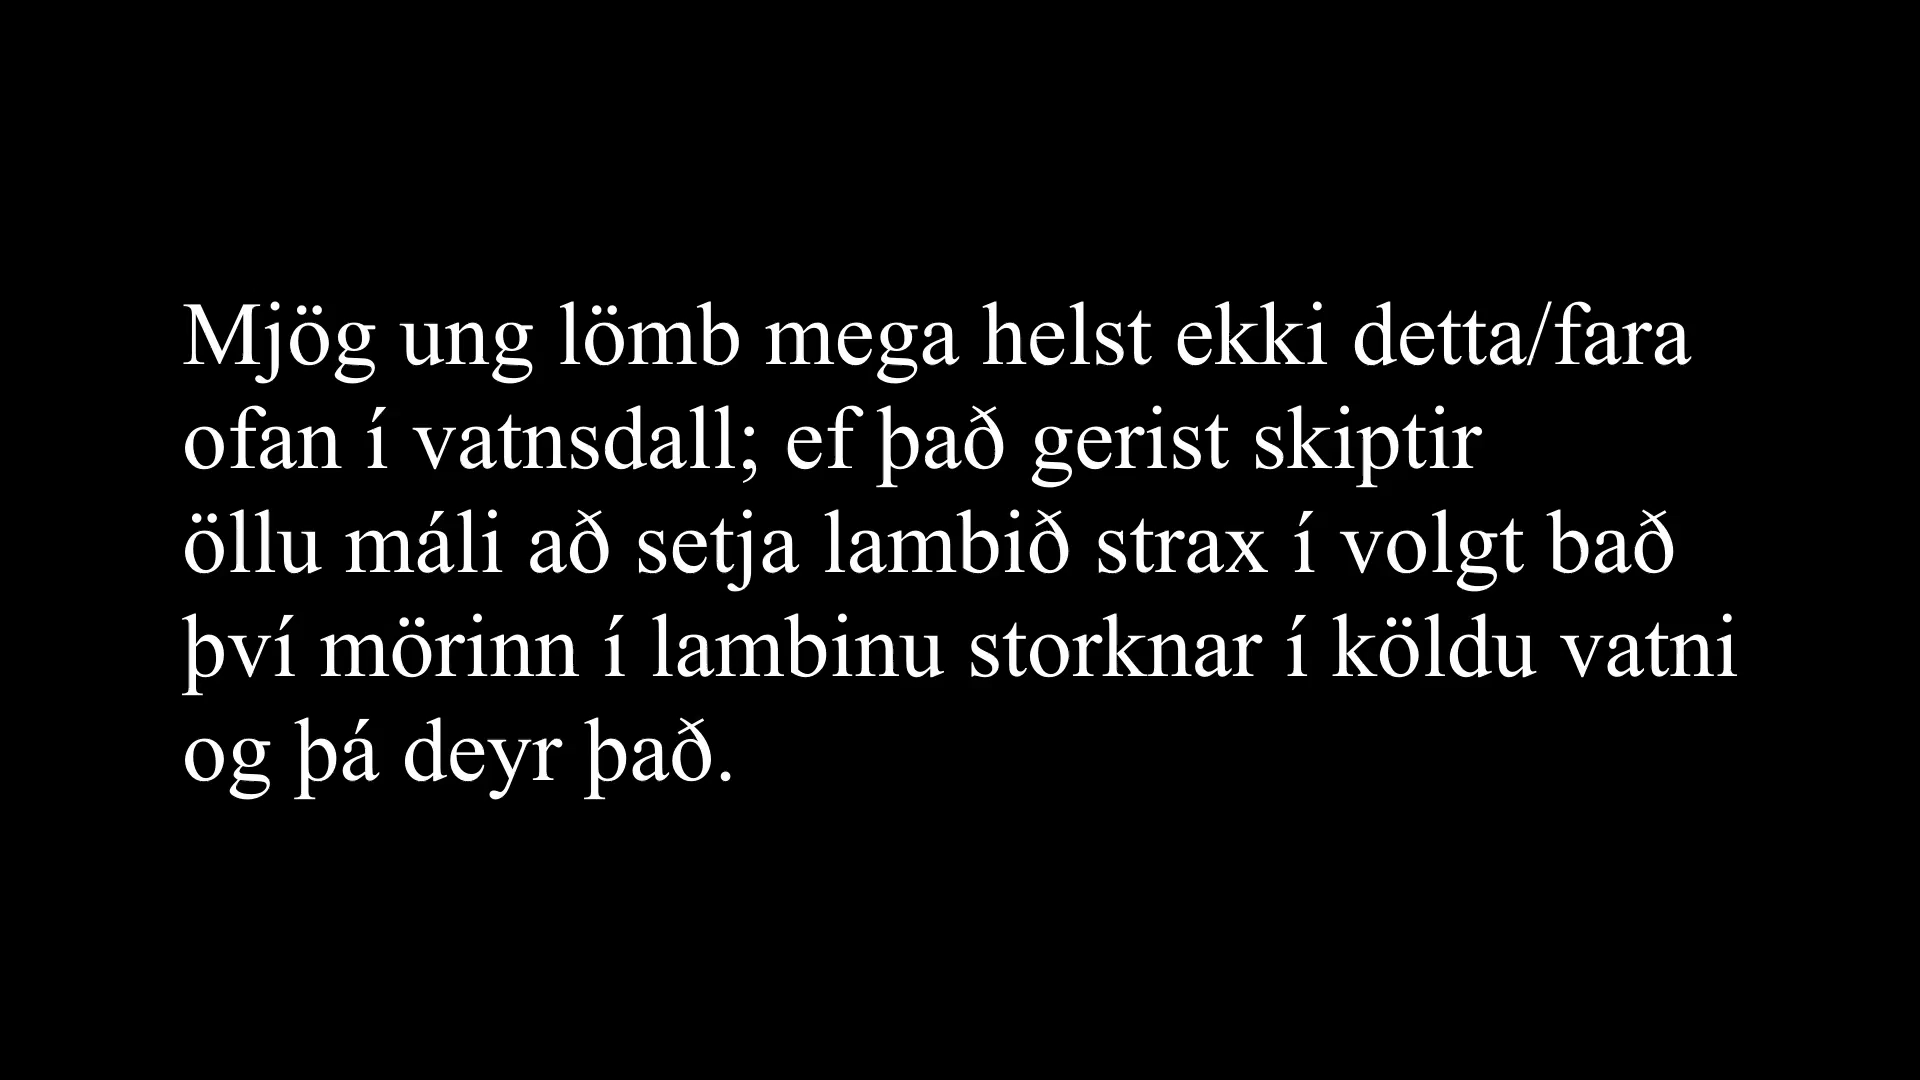 Mjög ung lömb mega helst ekki detta/fara
ofan í vatnsdall; ef það gerist skiptir
öllu máli að setja lambið strax í volgt bað
því mörinn í lambinu storknar í köldu vatni
og þá deyr það.